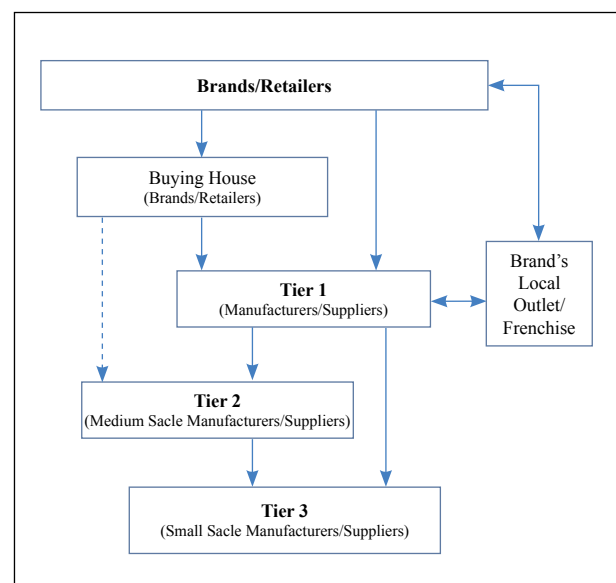 Brands/Retailers
Buying House
(Brands/Retailers)
Tier 1
(Manufacturers/Suppliers)
Brand's
Local
Outlet/
Frenchise
Tier 2
(Medium Sacle Manufacturers/Suppliers)
Tier 3
(Small Sacle Manufacturers/Suppliers)